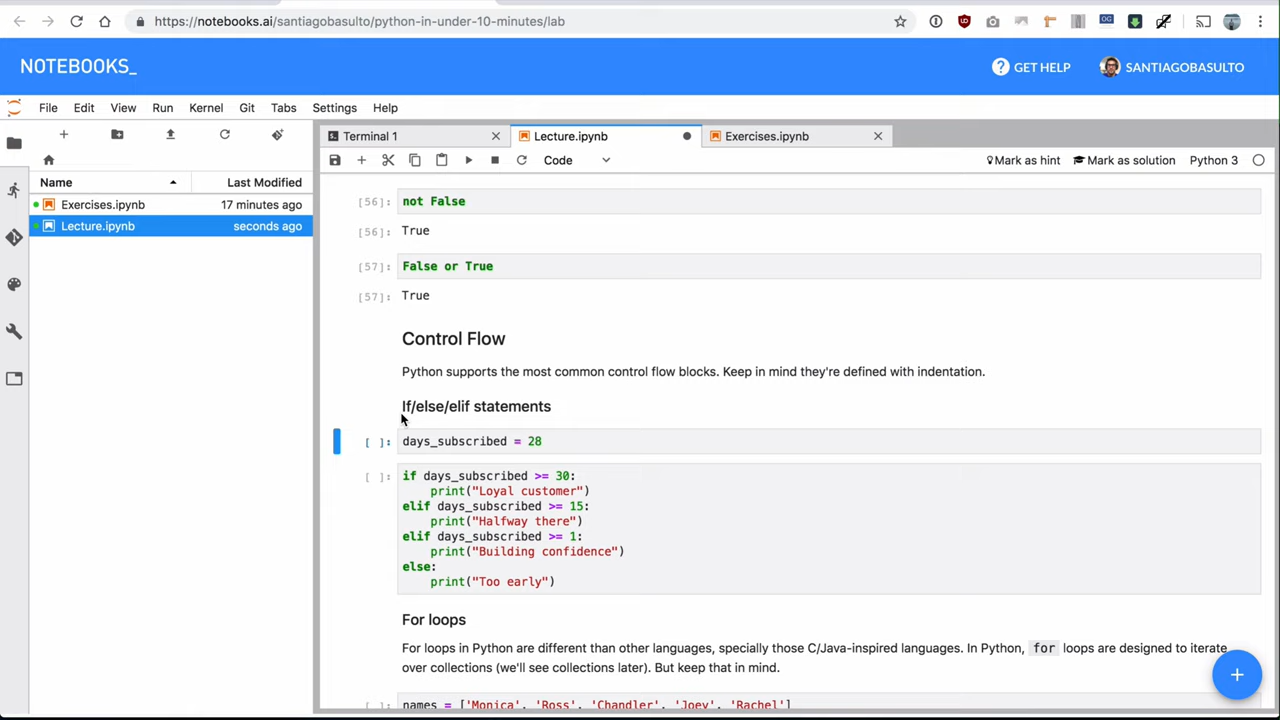 https://notebooks.ai/santiagobasulto/python-in-under-10-minutes/lab
NOTEBOOKS_
GET HELP
SANTIAGOBASULTO
File Edit View Run Kernel Git Tabs Settings Help
Terminal 1
Lecture.ipynb
Exercises.ipynb
Code
Mark as hint
Mark as solution
Python 3
Name
Last Modified
Exercises.ipynb 17 minutes ago
Lecture.ipynb seconds ago
[56]: not False
[56]: True
[57]: False or True
[57]: True
Control Flow
Python supports the most common control flow blocks. Keep in mind they're defined with indentation.
If/else/elif statements
[ ]: days_subscribed = 28
[ ]: if days_subscribed >= 30:
print("Loyal customer")
elif days_subscribed >= 15:
print("Halfway there")
elif days_subscribed >= 1:
print("Building confidence")
else:
print("Too early")
For loops
For loops in Python are different than other languages, specially those C/Java-inspired languages. In Python, for loops are designed to iterate
over collections (we'll see collections later). But keep that in mind.
[ ]: names = ['Monica', 'Ross', 'Chandler', 'Joey', 'Rachel']